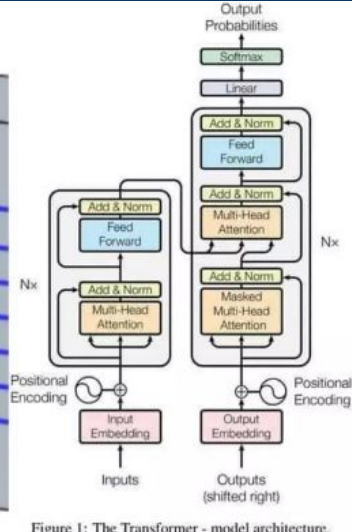 Output
Probabilities
Softmax
Linear
Add & Norm
Feed
Forward
Add & Norm
Multi-Head
Attention
Nx
Add & Norm
Masked
Multi-Head
Attention
Add & Norm
Feed
Forward
Nx
Add & Norm
Multi-Head
Attention
Positional
Encoding
Positional
Encoding
Input
Embedding
Output
Embedding
Inputs
Outputs
(shifted right)
Figure 1: The Transformer - model architecture.